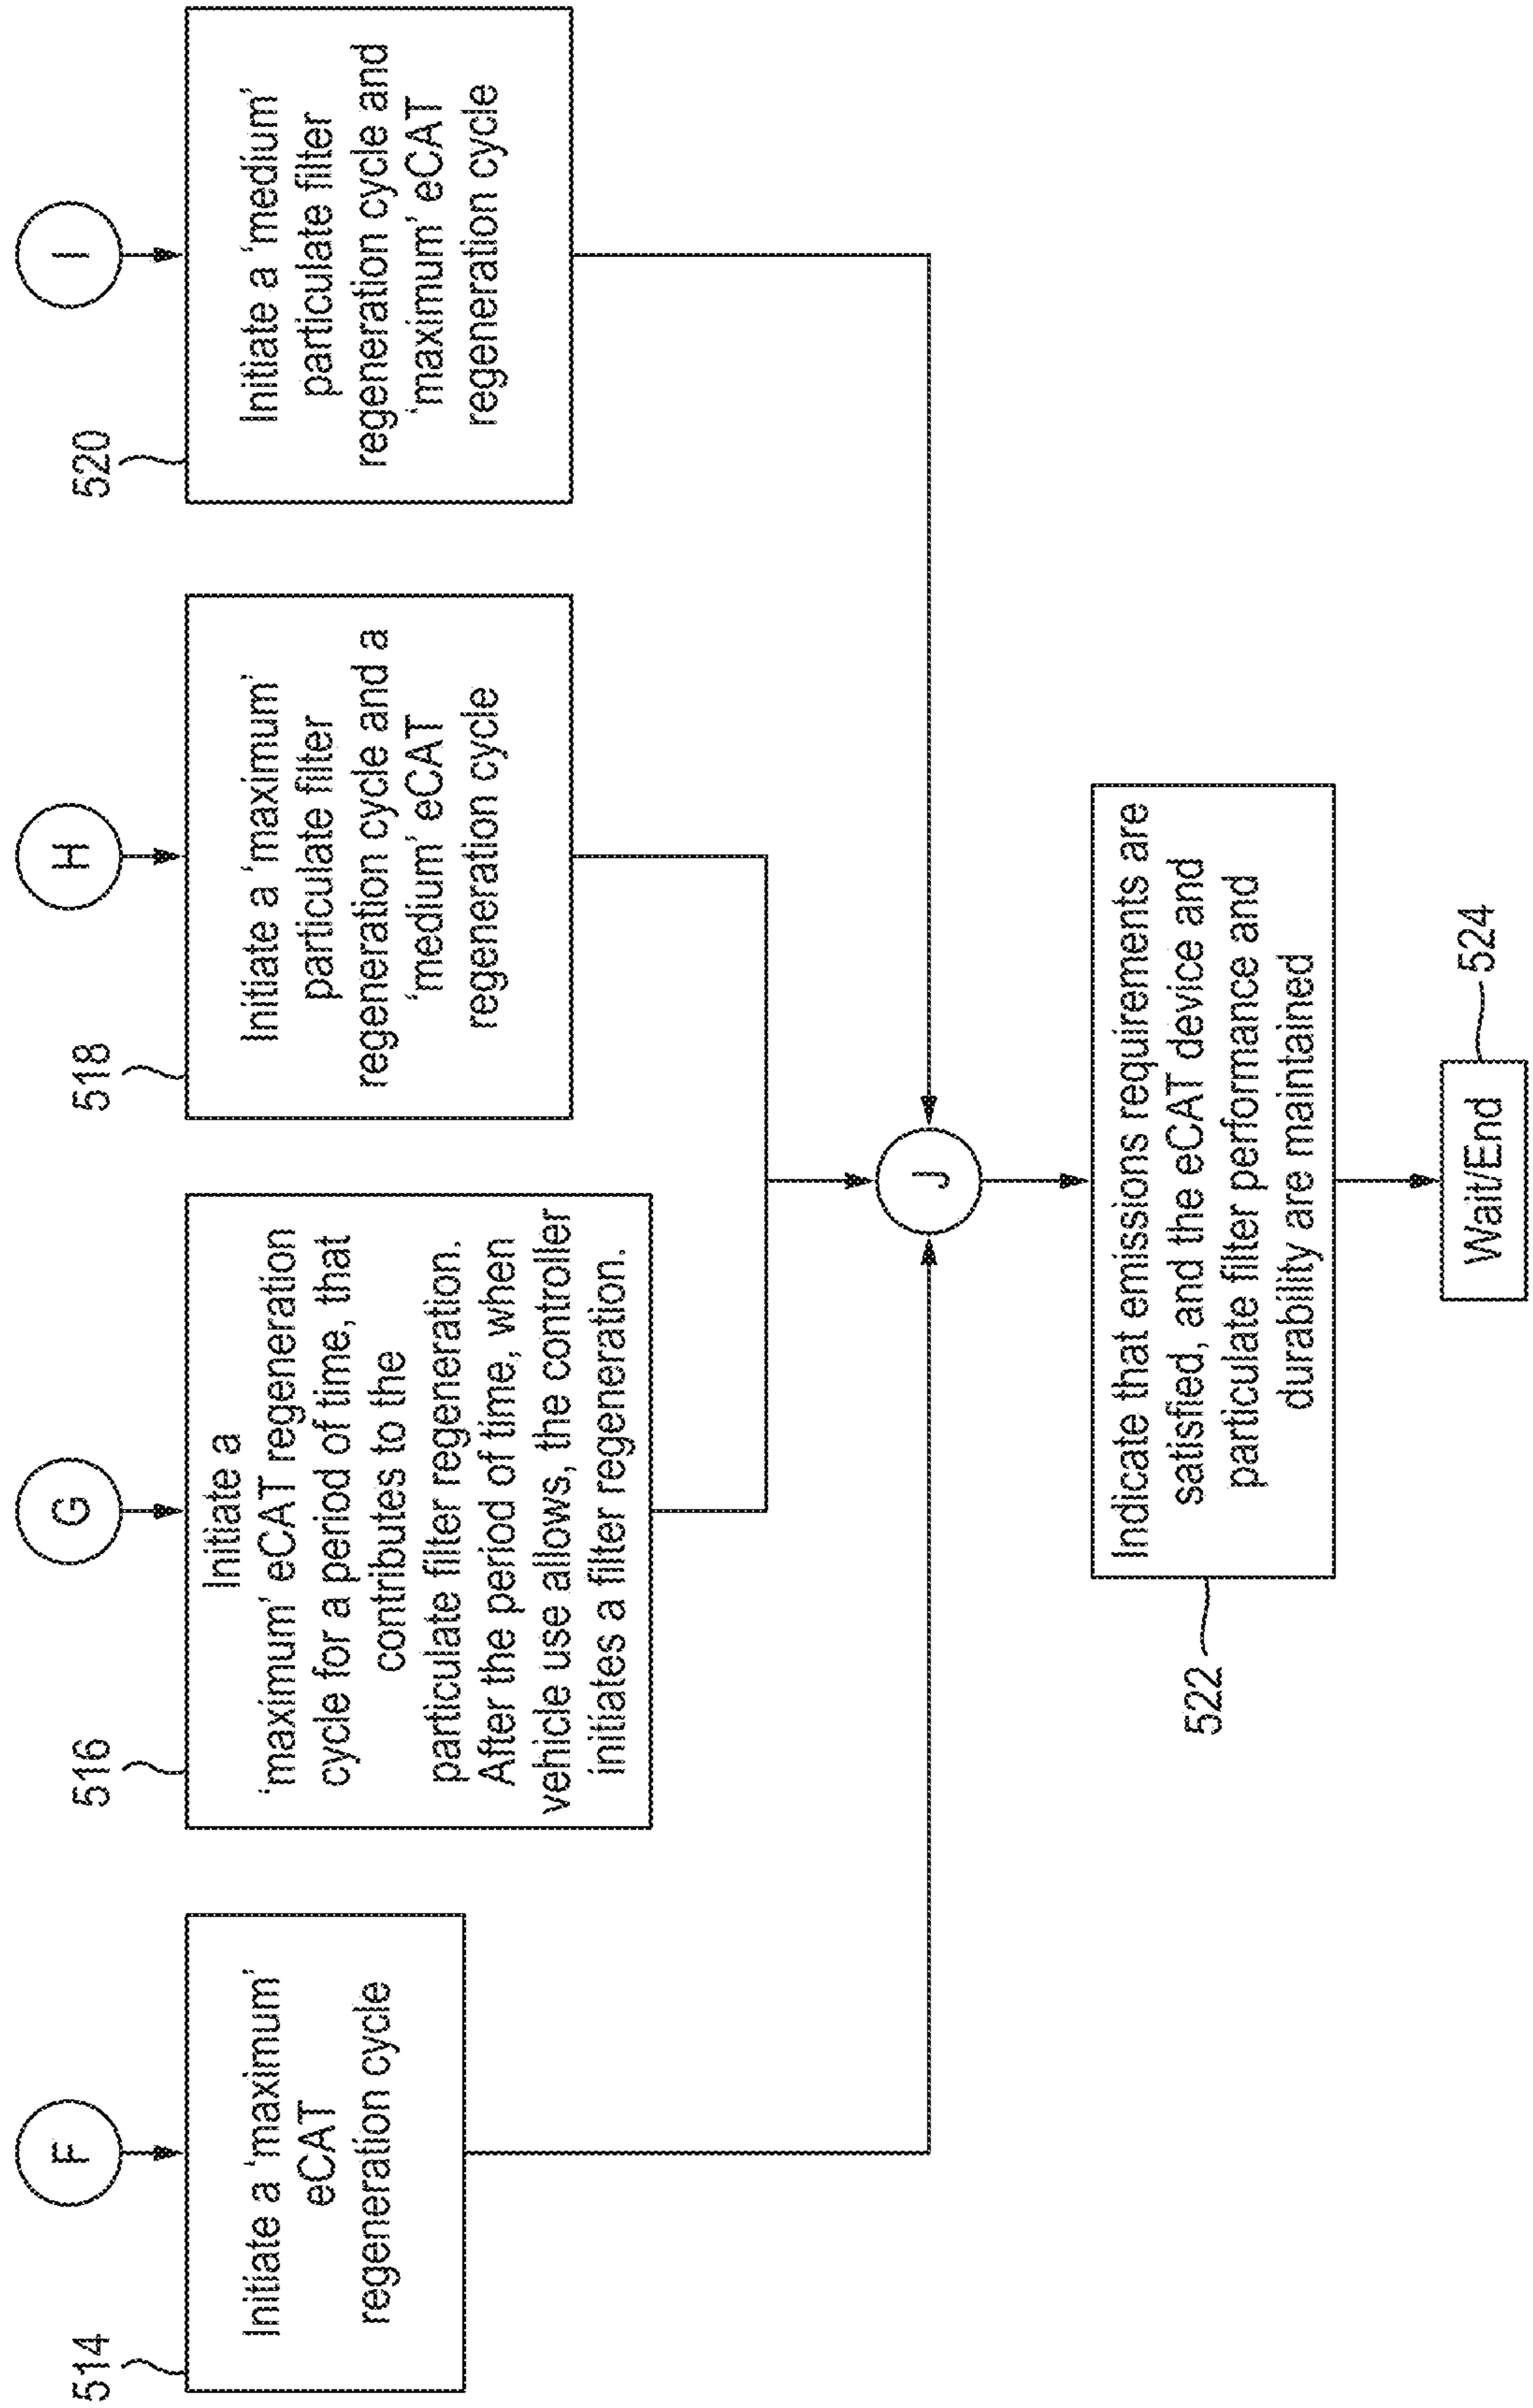 F
514
Initiate a 'maximum'
eCAT
regeneration cycle
G
516
Initiate a
'maximum' eCAT regeneration
cycle for a period of time, that
contributes to the
particulate filter regeneration.
After the period of time, when
vehicle use allows, the controller
initiates a filter regeneration.
H
518
Initiate a 'maximum'
particulate filter
regeneration cycle and a
'medium' eCAT
regeneration cycle
I
520
Initiate a 'medium'
particulate filter
regeneration cycle and
'maximum' eCAT
regeneration cycle
J
522
Indicate that emissions requirements are
satisfied, and the eCAT device and
particulate filter performance and
durability are maintained
Wait/End
524